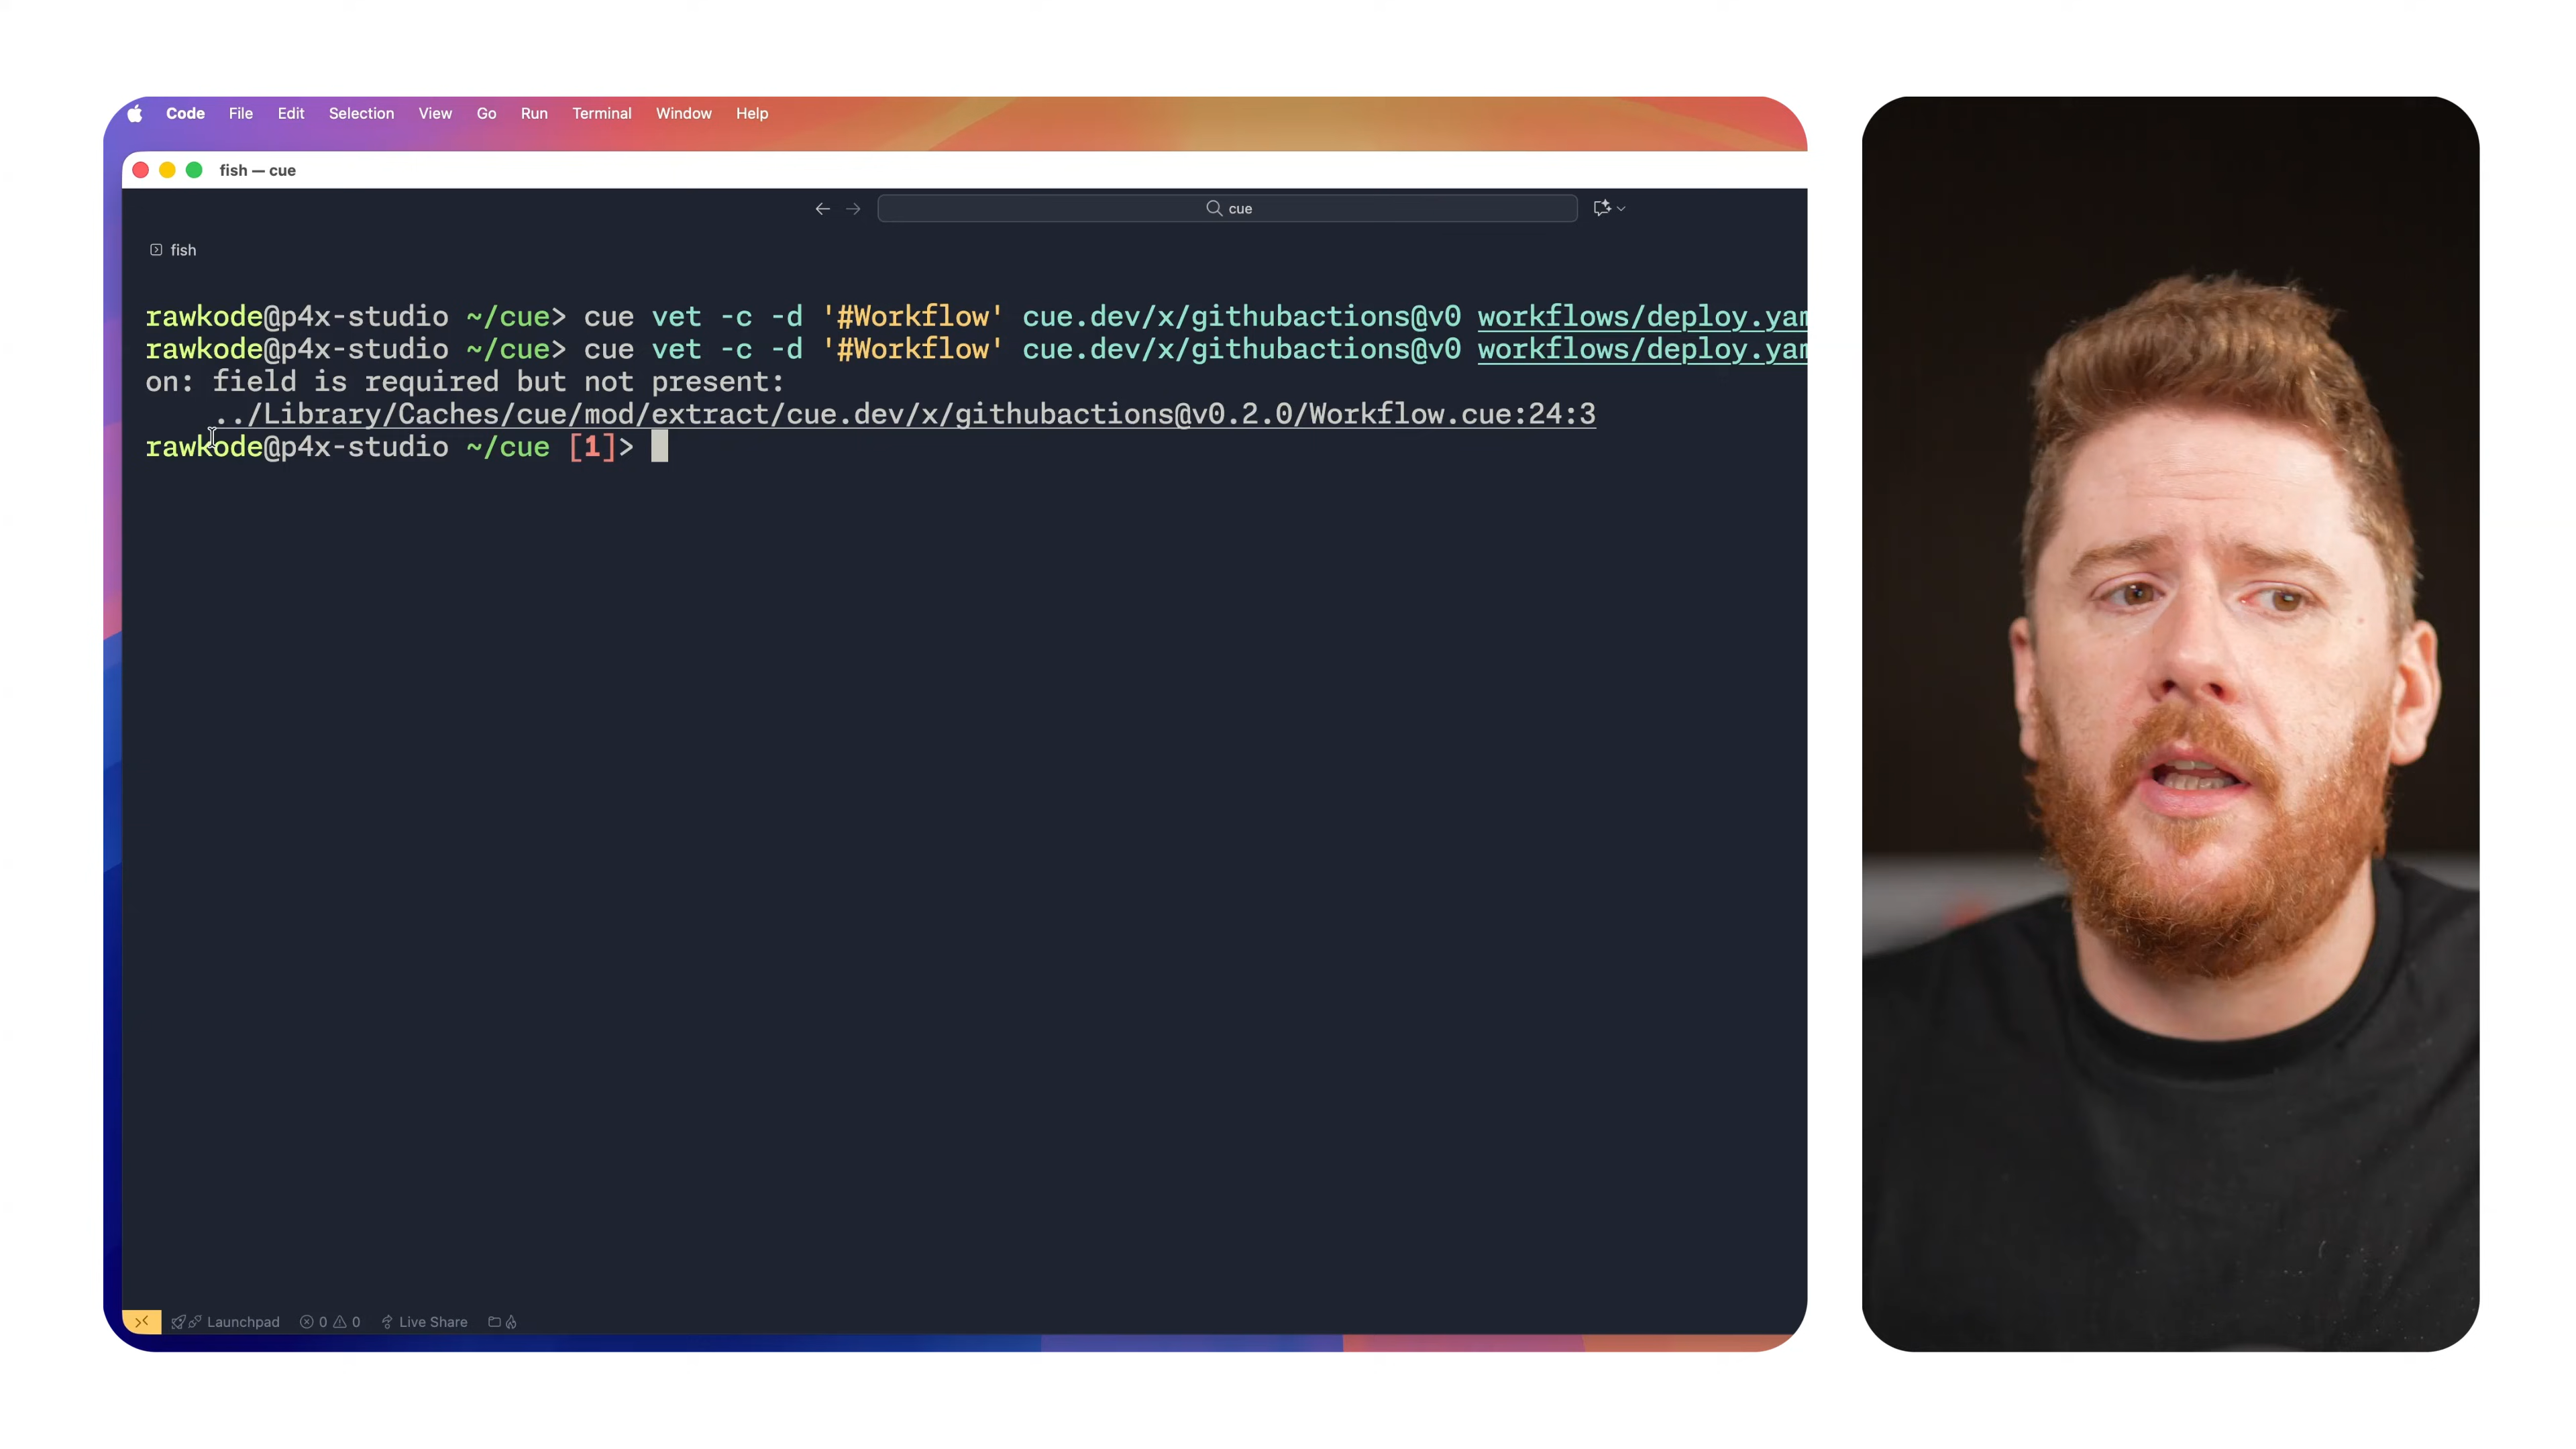 Code File Edit Selection View Go Run Terminal Window Help
fish — cue
cue
fish
rawkode@p4x-studio ~/cue> cue vet -c -d '#Workflow' cue.dev/x/githubactions@v0 workflows/deploy.yam
rawkode@p4x-studio ~/cue> cue vet -c -d '#Workflow' cue.dev/x/githubactions@v0 workflows/deploy.yam
on: field is required but not present:
../Library/Caches/cue/mod/extract/cue.dev/x/githubactions@v0.2.0/Workflow.cue:24:3
rawkode@p4x-studio ~/cue [1]>
Launchpad 0 0 Live Share